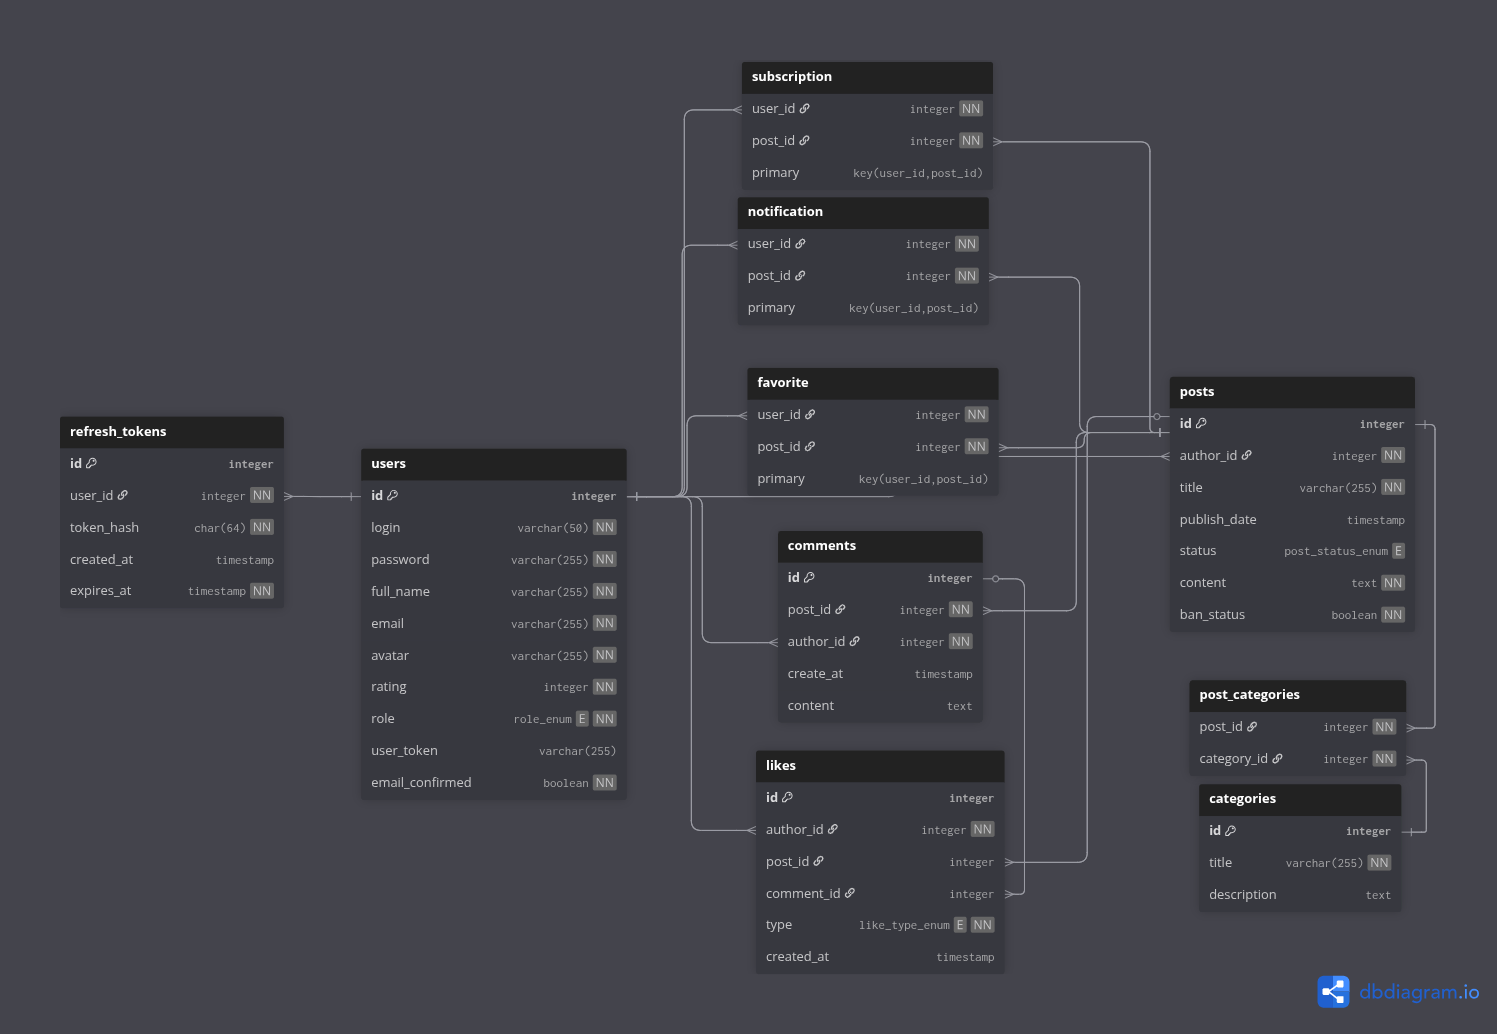 subscription
user_id integer NN
post_id integer NN
primary key(user_id,post_id)
notification
user_id integer NN
post_id integer NN
primary key(user_id,post_id)
favorite
user_id integer NN
post_id integer NN
primary key(user_id,post_id)
posts
id integer
author_id integer NN
title varchar(255) NN
publish_date timestamp
status post_status_enum E
content text NN
ban_status boolean NN
refresh_tokens
id integer
user_id integer NN
token_hash char(64) NN
created_at timestamp
expires_at timestamp NN
users
id integer
login varchar(50) NN
password varchar(255) NN
full_name varchar(255) NN
email varchar(255) NN
avatar varchar(255) NN
rating integer NN
role role_enum E NN
user_token varchar(255)
email_confirmed boolean NN
comments
id integer
post_id integer NN
author_id integer NN
create_at timestamp
content text
post_categories
post_id integer NN
category_id integer NN
likes
id integer
author_id integer NN
post_id integer
comment_id integer
type like_type_enum E NN
created_at timestamp
categories
id integer
title varchar(255) NN
description text
dbdiagram.io